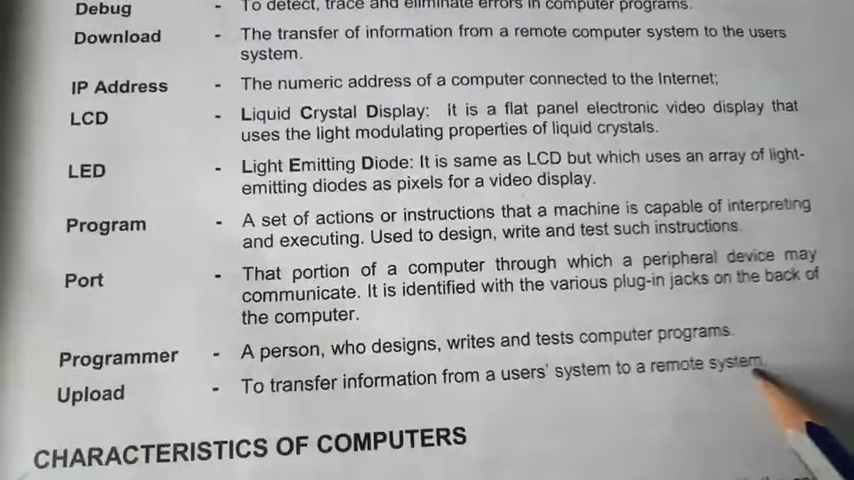 Debug - To detect, trace and eliminate errors in computer programs.
Download - The transfer of information from a remote computer system to the users
system.
IP Address - The numeric address of a computer connected to the Internet;
LCD - Liquid Crystal Display: It is a flat panel electronic video display that
uses the light modulating properties of liquid crystals.
LED - Light Emitting Diode: It is same as LCD but which uses an array of light-
emitting diodes as pixels for a video display.
Program - A set of actions or instructions that a machine is capable of interpreting
and executing. Used to design, write and test such instructions.
Port - That portion of a computer through which a peripheral device may
communicate. It is identified with the various plug-in jacks on the back of
the computer.
Programmer - A person, who designs, writes and tests computer programs.
Upload - To transfer information from a users' system to a remote system.
CHARACTERISTICS OF COMPUTERS